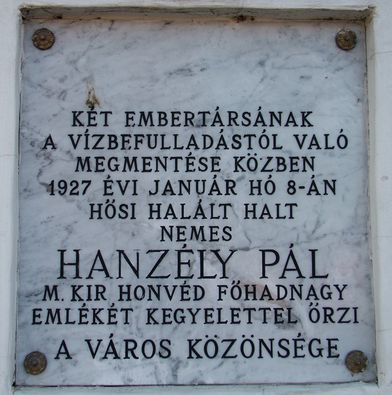 KÉT EMBERTÁRSÁNAK
A VÍZBEFULLADÁSTÓL VALÓ
MEGMENTÉSE KÖZBEN
1927 ÉVI JANUÁR HÓ 8-ÁN
HŐSI HALÁLT HALT
NEMES
HANZÉLY PÁL
M. KIR HONVÉD FŐHADNAGY
EMLÉKÉT KEGYELETTEL ŐRZI
A VÁROS KÖZÖNSÉGE